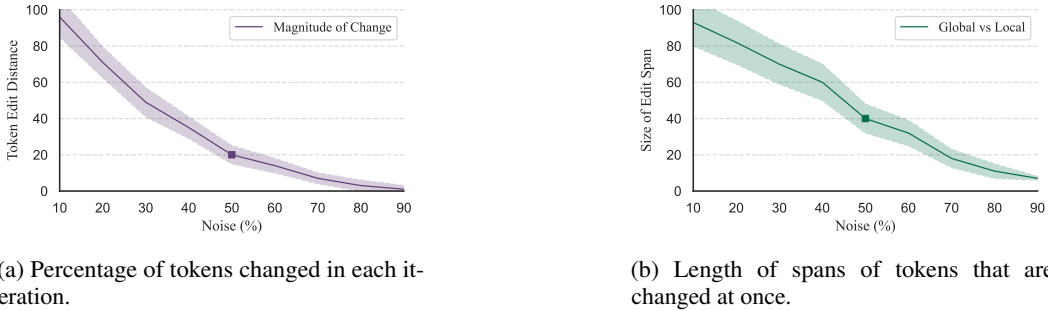 100
80
60
40
20
0
Token Edit Distance
Magnitude of Change
10 20 30 40 50 60 70 80 90
Noise (%)
(a) Percentage of tokens changed in each it-
eration.
100
80
60
40
20
0
Size of Edit Span
Global vs Local
10 20 30 40 50 60 70 80 90
Noise (%)
(b) Length of spans of tokens that are
changed at once.